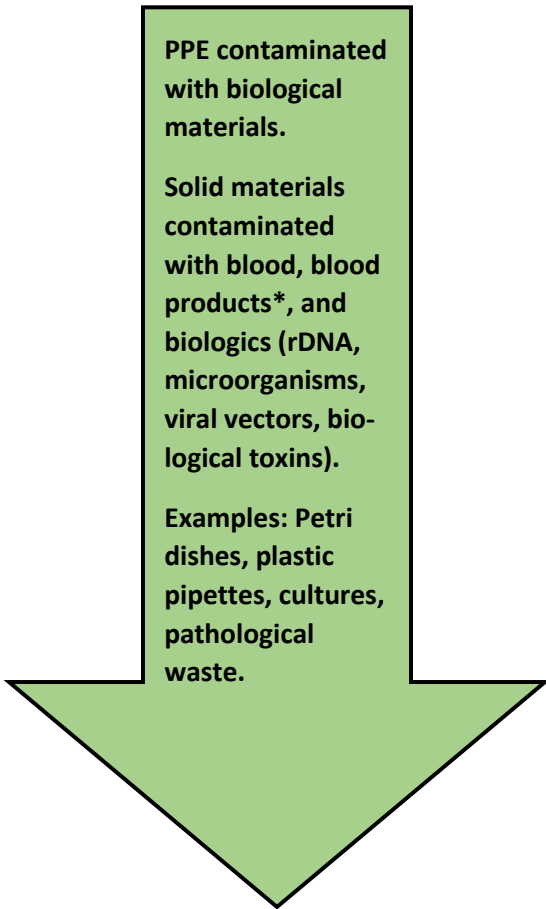 PPE contaminated
with biological
materials.
Solid materials
contaminated
with blood, blood
products*, and
biologics (rDNA,
microorganisms,
viral vectors, bio-
logical toxins).
Examples: Petri
dishes, plastic
pipettes, cultures,
pathological
waste.